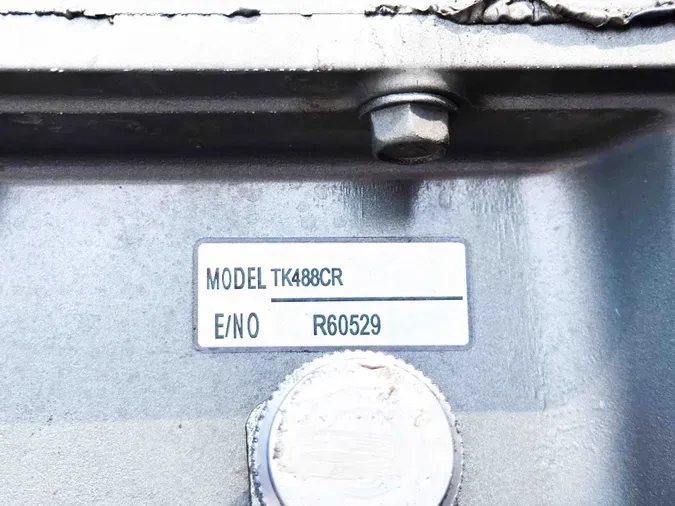 MODEL TK488CR
E/NO R60529